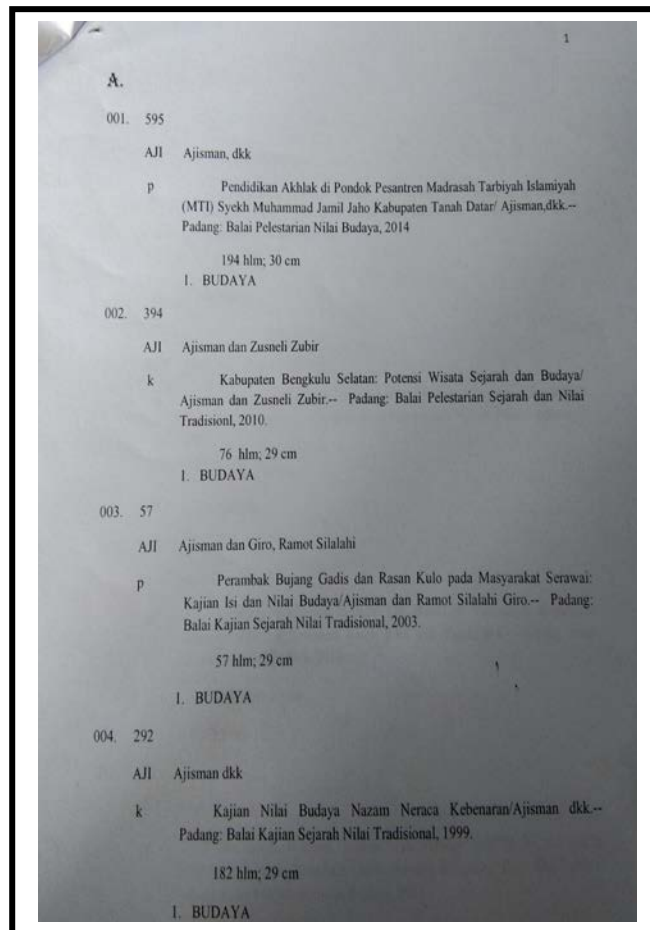 1
A.
001. 595
AJI Ajisman, dkk
p Pendidikan Akhlak di Pondok Pesantren Madrasah Tarbiyah Islamiyah
(MTI) Syekh Muhammad Jamil Jaho Kabupaten Tanah Datar/ Ajisman,dkk.--
Padang: Balai Pelestarian Nilai Budaya, 2014
194 hlm; 30 cm
1. BUDAYA
002. 394
AJI Ajisman dan Zusneli Zubir
k Kabupaten Bengkulu Selatan: Potensi Wisata Sejarah dan Budaya/
Ajisman dan Zusneli Zubir.-- Padang: Balai Pelestarian Sejarah dan Nilai
Tradisionl, 2010.
76 hlm; 29 cm
1. BUDAYA
003. 57
AJI Ajisman dan Giro, Ramot Silalahi
p Perambak Bujang Gadis dan Rasan Kulo pada Masyarakat Serawai:
Kajian Isi dan Nilai Budaya/Ajisman dan Ramot Silalahi Giro.-- Padang:
Balai Kajian Sejarah Nilai Tradisional, 2003.
57 hlm; 29 cm
1. BUDAYA
004. 292
AJI Ajisman dkk
k Kajian Nilai Budaya Nazam Neraca Kebenaran/Ajisman dkk.--
Padang: Balai Kajian Sejarah Nilai Tradisional, 1999.
182 hlm; 29 cm
1. BUDAYA